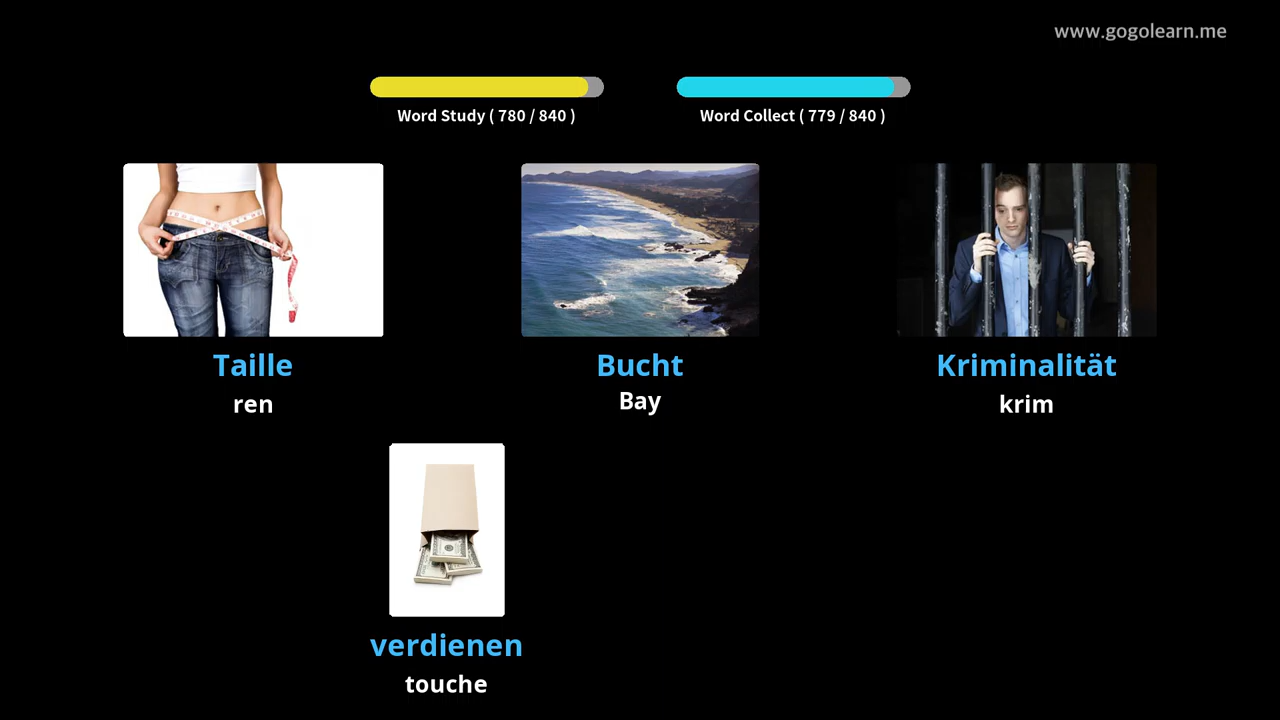 www.gogolearn.me
Word Study ( 780 / 840 )
Word Collect ( 779 / 840 )
Taille
ren
Bucht
Bay
Kriminalität
krim
verdienen
touche